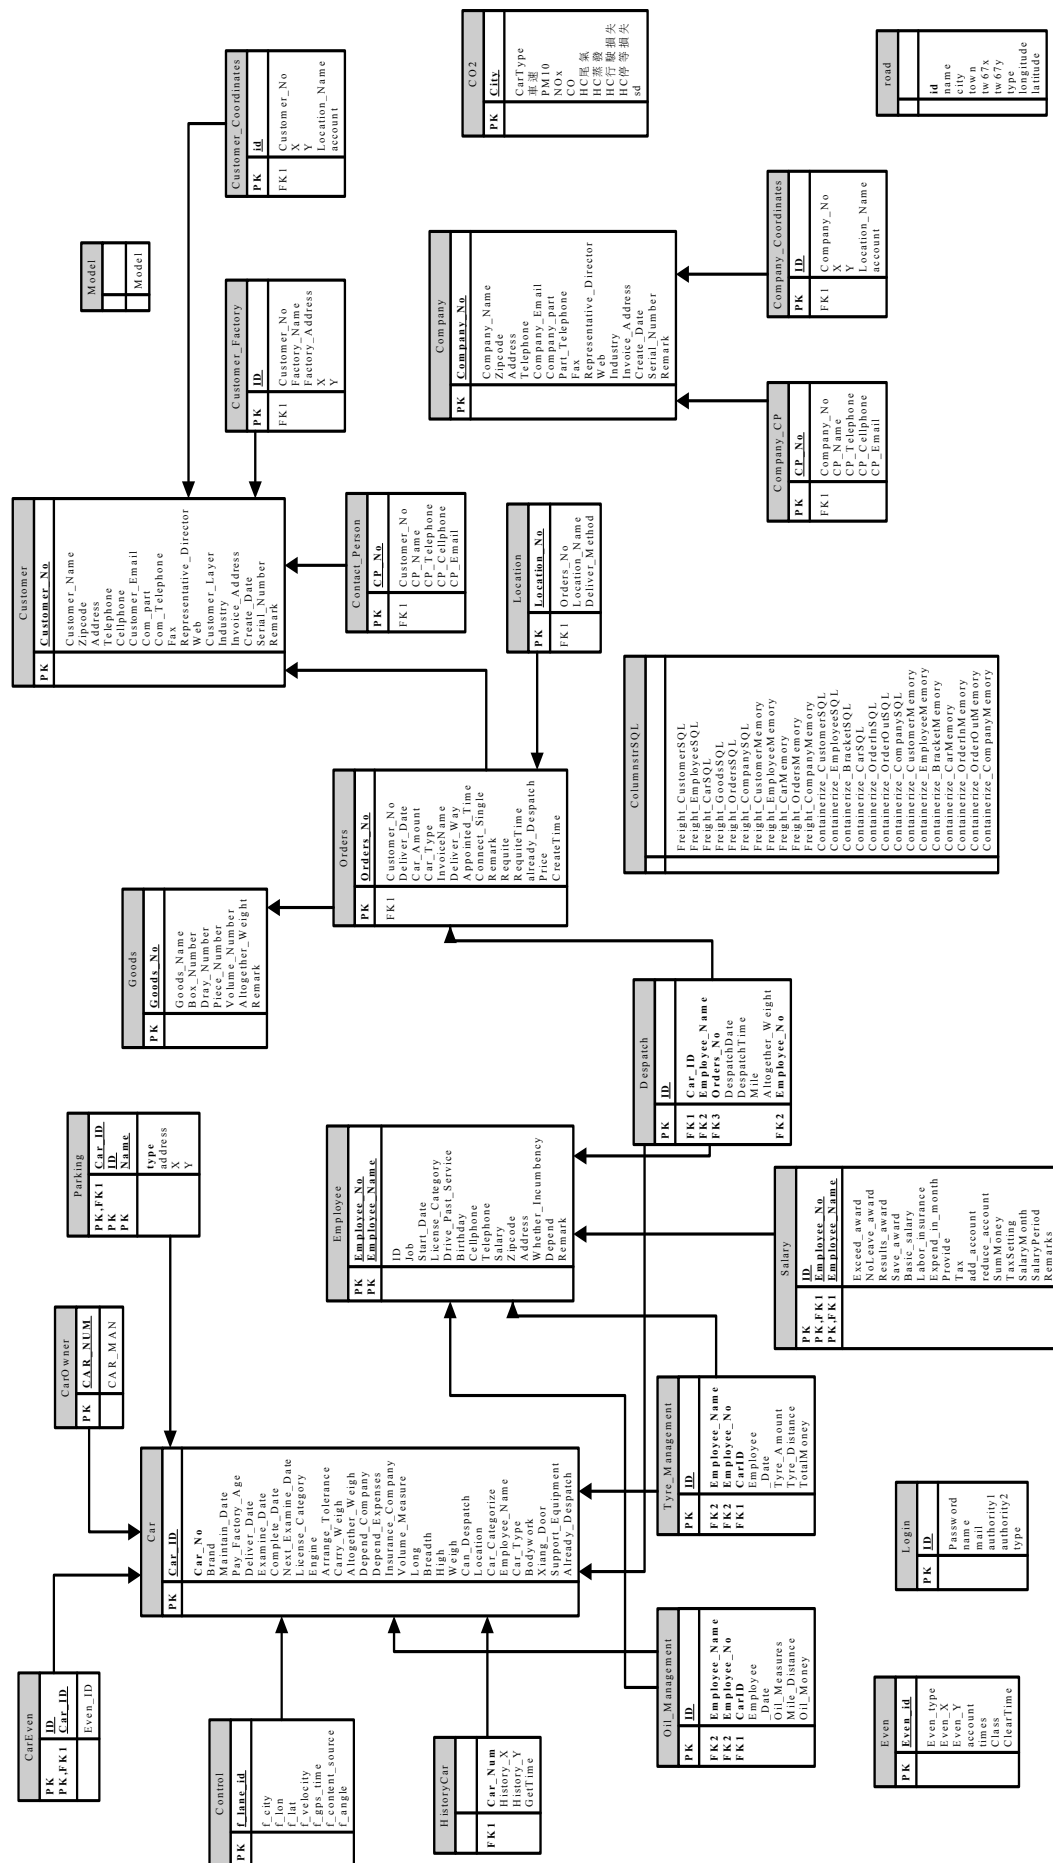 CarEven
PK ID
PK,FK1 Car_ID
Even_ID
Control
PK f_lane_id
f_city
f_lon
f_lat
f_velocity
f_gps_time
f_content_source
f_angle
HistoryCar
FK1 Car_Num
History_X
History_Y
GetTime
Oil_Management
PK ID
FK2 Employee_Name
FK2 Employee_No
FK1 CarID
Employee
_Date
Oil_Measures
Mile_Distance
Oil_Money
Even
PK Even_id
Even_type
Even_X
Even_Y
account
times
Class
ClearTime
CarOwner
PK CAR_NUM
CAR_MAN
Car
PK Car_ID
Car_No
Brand
Maintain_Date
Pay_Factory_Age
Deliver_Date
Examine_Date
Complete_Date
Next_Examine_Date
License_Category
Engine
Arrange_Tolerance
Carry_Weigh
Altogether_Weigh
Depend_Company
Depend_Expenses
Insurance_Company
Volume_Measure
Long
Breadth
High
Weigh
Can_Despatch
Location
Car_Categorize
Employee_Name
Car_Type
Bodywork
Xiang_Door
Support_Equipment
Already_Despatch
Tyre_Management
PK ID
FK2 Employee_Name
FK2 Employee_No
FK1 CarID
Employee
_Date
Tyre_Amount
Tyre_Distance
TotalMoney
Login
PK ID
Password
name
mail
authority1
authority2
type
Parking
PK,FK1 Car_ID
PK ID
PK Name
type
address
X
Y
Employee
PK Employee_No
PK Employee_Name
ID
Job
Start_Date
License_Category
Drive_Past_Service
Birthday
Cellphone
Telephone
Salary
Zipcode
Address
Whether_Incumbency
Depend
Remark
Salary
PK ID
PK,FK1 Employee_No
PK,FK1 Employee_Name
Exceed_award
NoLeave_award
Results_award
Save_award
Basic_salary
Labor_insurance
Expend_in_month
Provide
Tax
add_account
reduce_account
SumMoney
TaxSetting
SalaryMonth
SalaryPeriod
Remarks
Despatch
PK ID
FK1 Car_ID
FK2 Employee_Name
FK3 Orders_No
DespatchDate
DespatchTime
Mile
Altogether_Weight
FK2 Employee_No
Goods
PK Goods_No
Goods_Name
Box_Number
Dray_Number
Piece_Number
Volume_Number
Altogether_Weight
Remark
Orders
PK Orders_No
FK1 Customer_No
Deliver_Date
Car_Amount
Car_Type
InvoiceName
Deliver_Way
Appointed_Time
Connect_Single
Remark
Requite
RequiteTime
already_Despatch
Price
CreateTime
ColumnstrSQL
Freight_CustomerSQL
Freight_EmployeeSQL
Freight_CarSQL
Freight_GoodsSQL
Freight_OrdersSQL
Freight_CompanySQL
Freight_CustomerMemory
Freight_EmployeeMemory
Freight_CarMemory
Freight_OrdersMemory
Freight_CompanyMemory
Containerize_CustomerSQL
Containerize_EmployeeSQL
Containerize_BracketSQL
Containerize_CarSQL
Containerize_OrderInSQL
Containerize_OrderOutSQL
Containerize_CompanySQL
Containerize_CustomerMemory
Containerize_EmployeeMemory
Containerize_BracketMemory
Containerize_CarMemory
Containerize_OrderInMemory
Containerize_OrderOutMemory
Containerize_CompanyMemory
Customer
PK Customer_No
Customer_Name
Zipcode
Address
Telephone
Cellphone
Customer_Email
Com_part
Com_Telephone
Fax
Representative_Director
Web
Customer_Layer
Industry
Invoice_Address
Create_Date
Serial_Number
Remark
Contact_Person
PK CP_No
FK1 Customer_No
CP_Name
CP_Telephone
CP_Cellphone
CP_Email
Location
PK Location_No
FK1 Orders_No
Location_Name
Deliver_Method
Model
Model
Customer_Factory
PK ID
FK1 Customer_No
Factory_Name
Factory_Address
X
Y
Customer_Coordinates
PK id
FK1 Customer_No
X
Y
Location_Name
account
Company
PK Company_No
Company_Name
Zipcode
Address
Telephone
Company_Email
Company_part
Part_Telephone
Fax
Representative_Director
Web
Industry
Invoice_Address
Create_Date
Serial_Number
Remark
Company_CP
PK CP_No
FK1 Company_No
CP_Name
CP_Telephone
CP_Cellphone
CP_Email
Company_Coordinates
PK ID
FK1 Company_No
X
Y
Location_Name
account
CO2
PK City
CarType
車速
PM10
NOx
CO
HC尾氣
HC蒸發
HC行駛損失
HC停等損失
sd
road
id
name
city
town
tw67x
tw67y
type
longitude
latitude